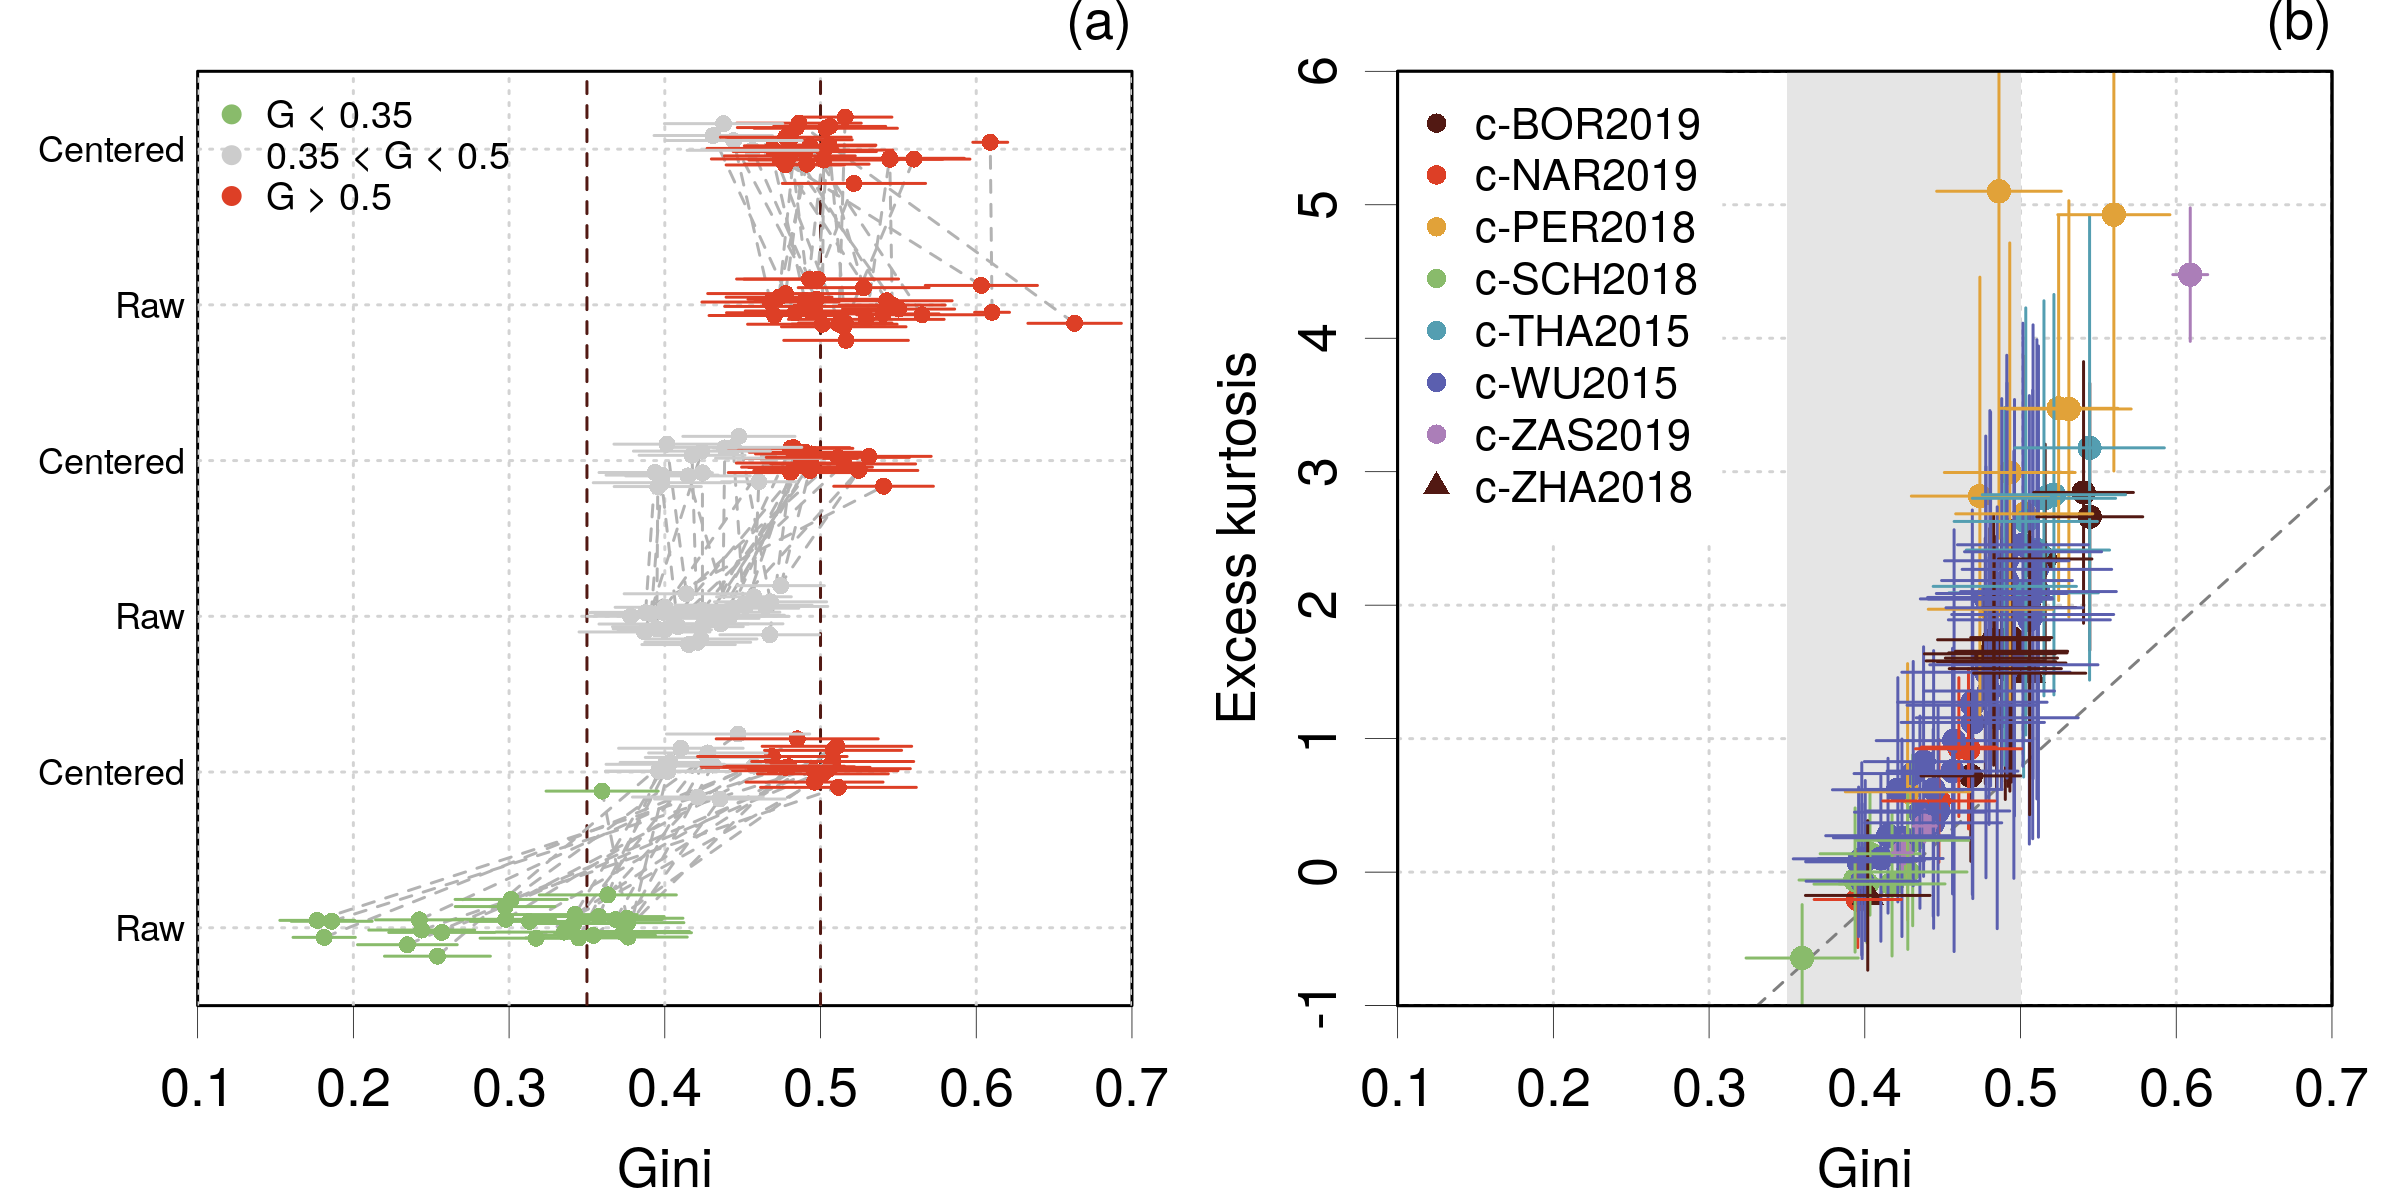 (a)
G < 0.35
0.35 < G < 0.5
G > 0.5
Centered
Raw
Centered
Raw
Centered
Raw
0.1 0.2 0.3 0.4 0.5 0.6 0.7
Gini
(b)
c-BOR2019
c-NAR2019
c-PER2018
c-SCH2018
c-THA2015
c-WU2015
c-ZAS2019
c-ZHA2018
Excess kurtosis
6
5
4
3
2
1
0
-1
0.1 0.2 0.3 0.4 0.5 0.6 0.7
Gini